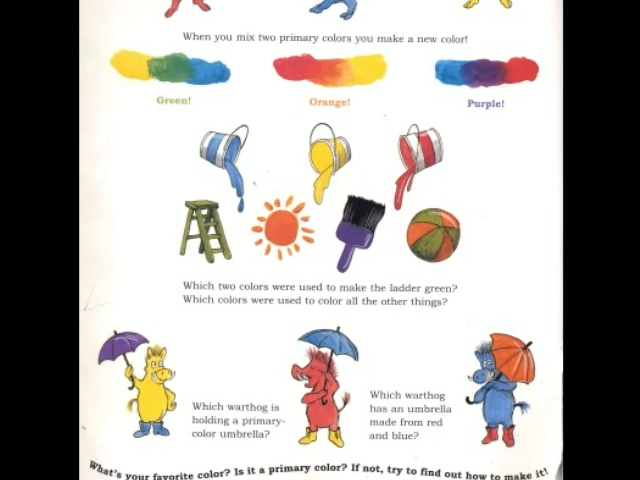 When you mix two primary colors you make a new color!
Green!
Orange!
Purple!
Which two colors were used to make the ladder green?
Which colors were used to color all the other things?
Which warthog is
holding a primary-
color umbrella?
Which warthog
has an umbrella
made from red
and blue?
What's your favorite color? Is it a primary color? If not, try to find out how to make it!